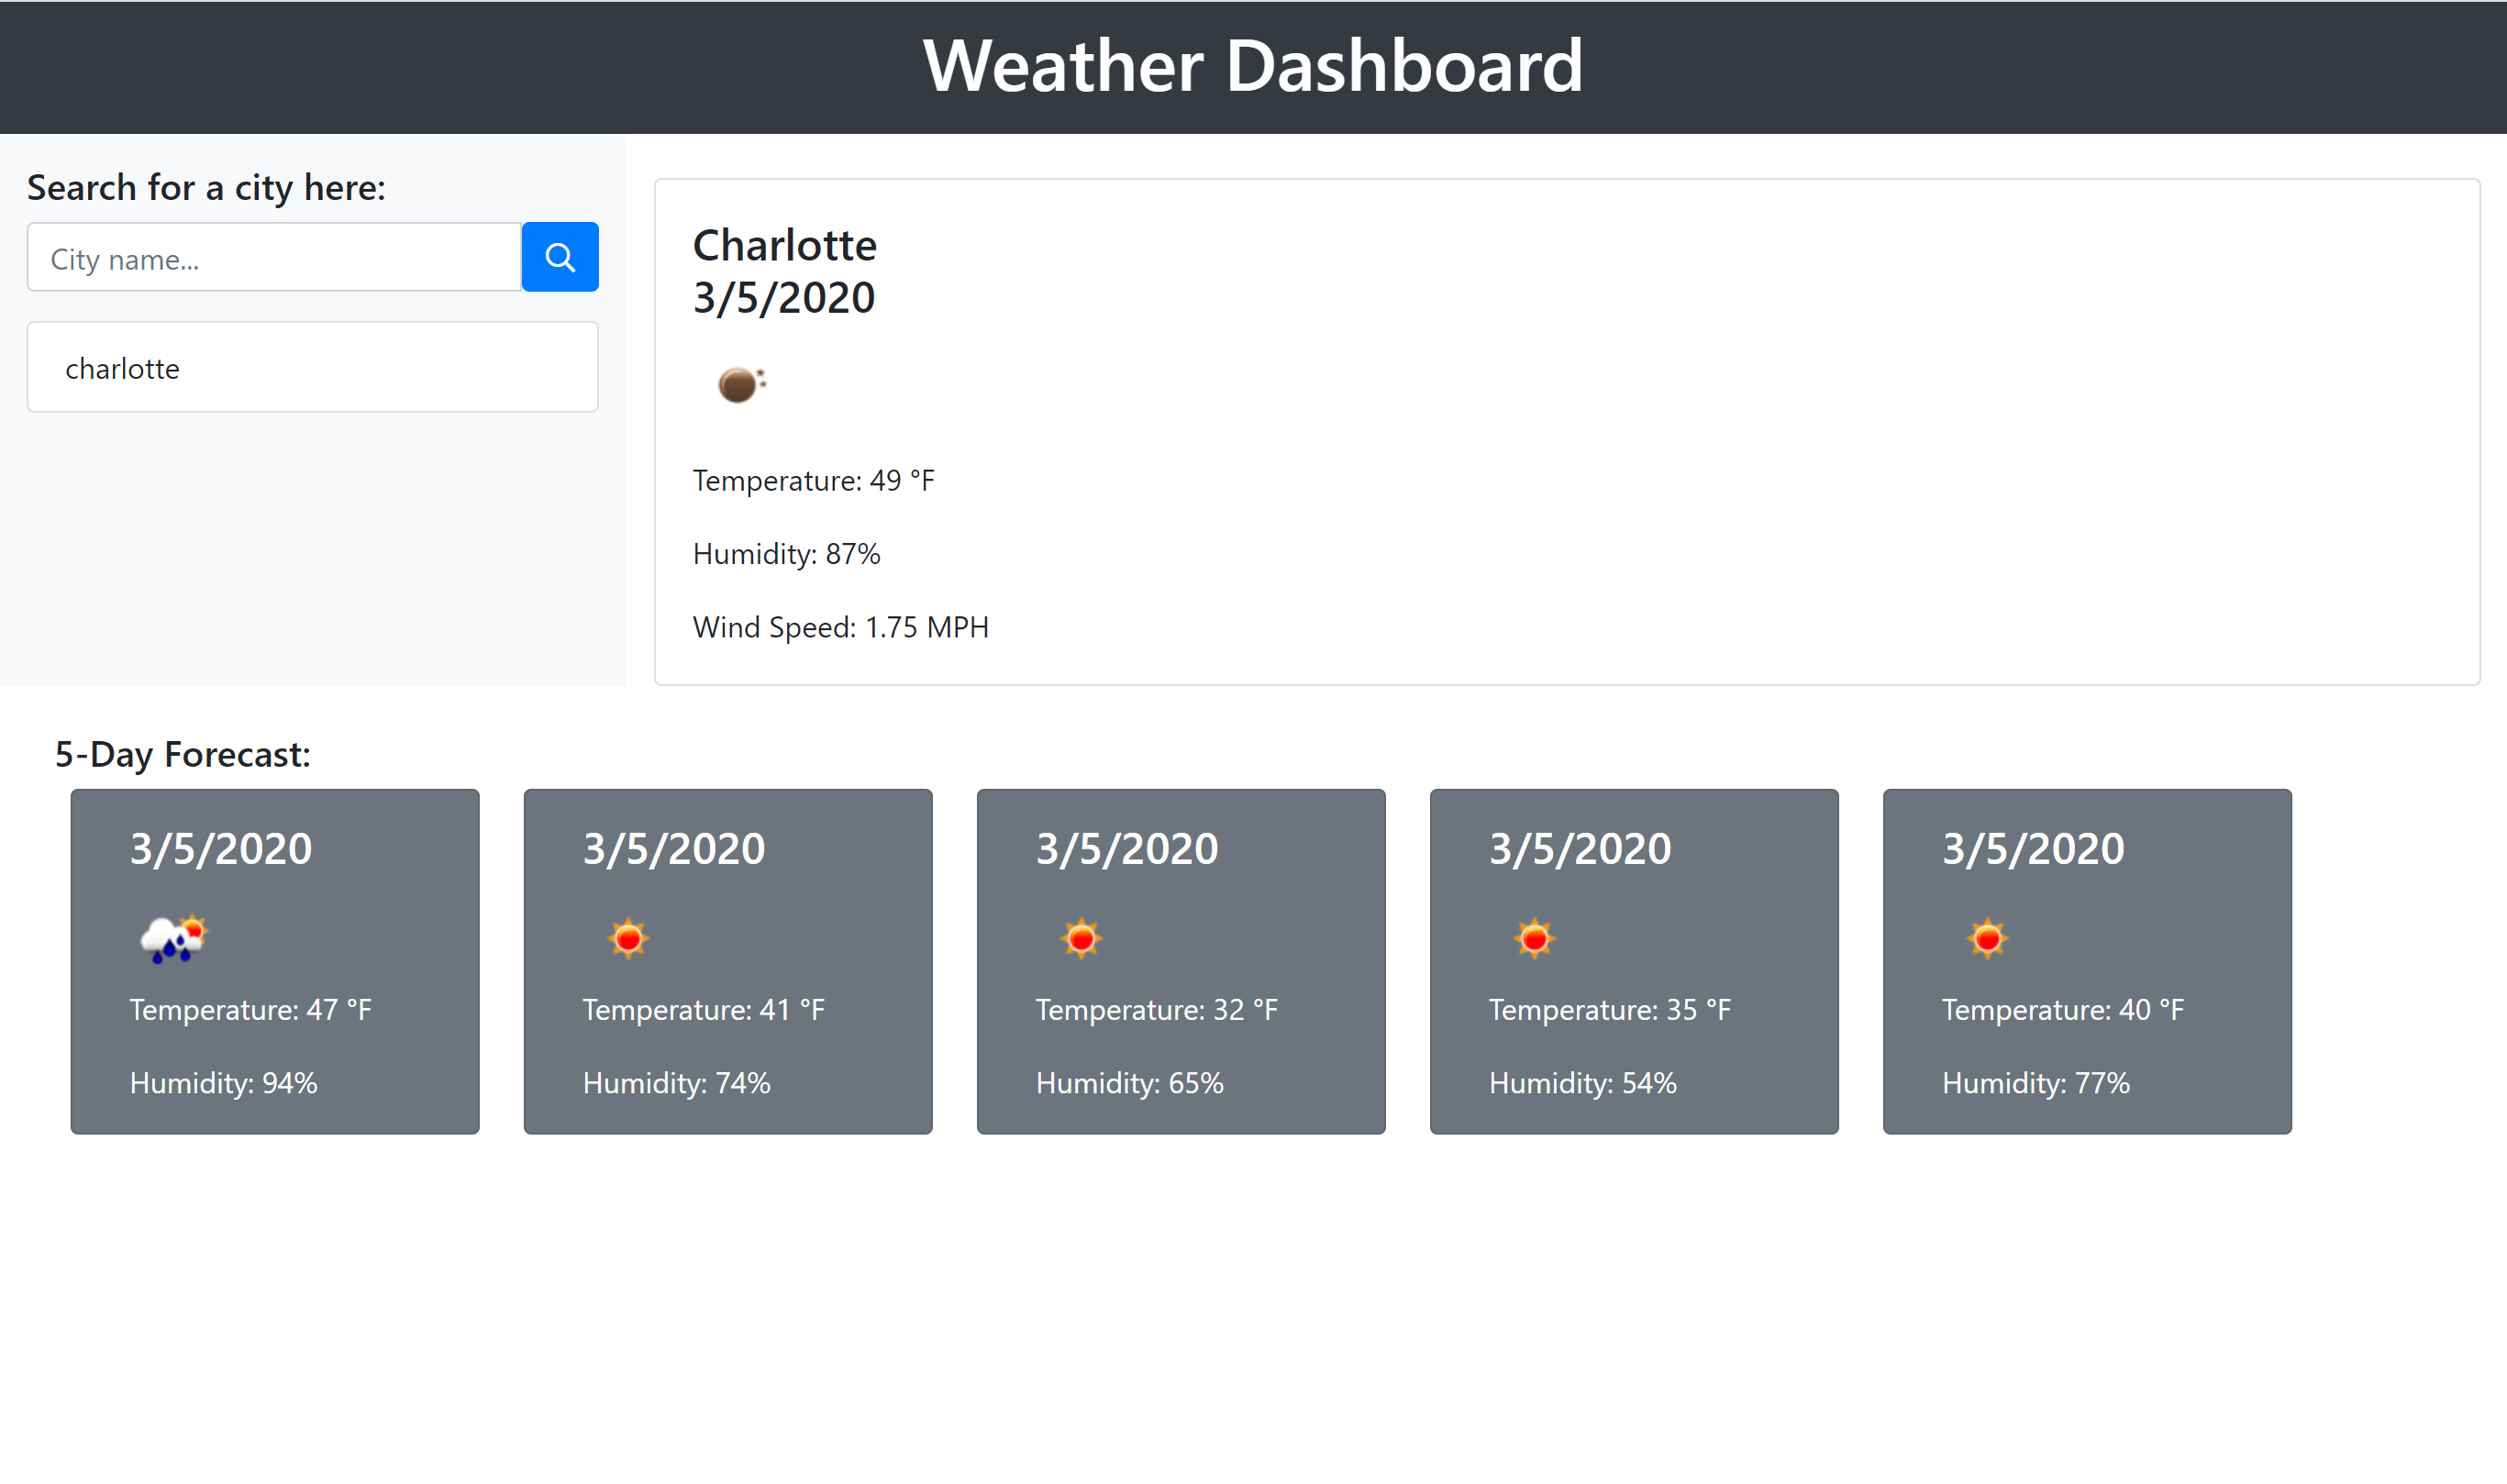 Weather Dashboard
Search for a city here:
City name...
charlotte
Charlotte
3/5/2020
Temperature: 49 °F
Humidity: 87%
Wind Speed: 1.75 MPH
5-Day Forecast:
3/5/2020
Temperature: 47 °F
Humidity: 94%
3/5/2020
Temperature: 41 °F
Humidity: 74%
3/5/2020
Temperature: 32 °F
Humidity: 65%
3/5/2020
Temperature: 35 °F
Humidity: 54%
3/5/2020
Temperature: 40 °F
Humidity: 77%